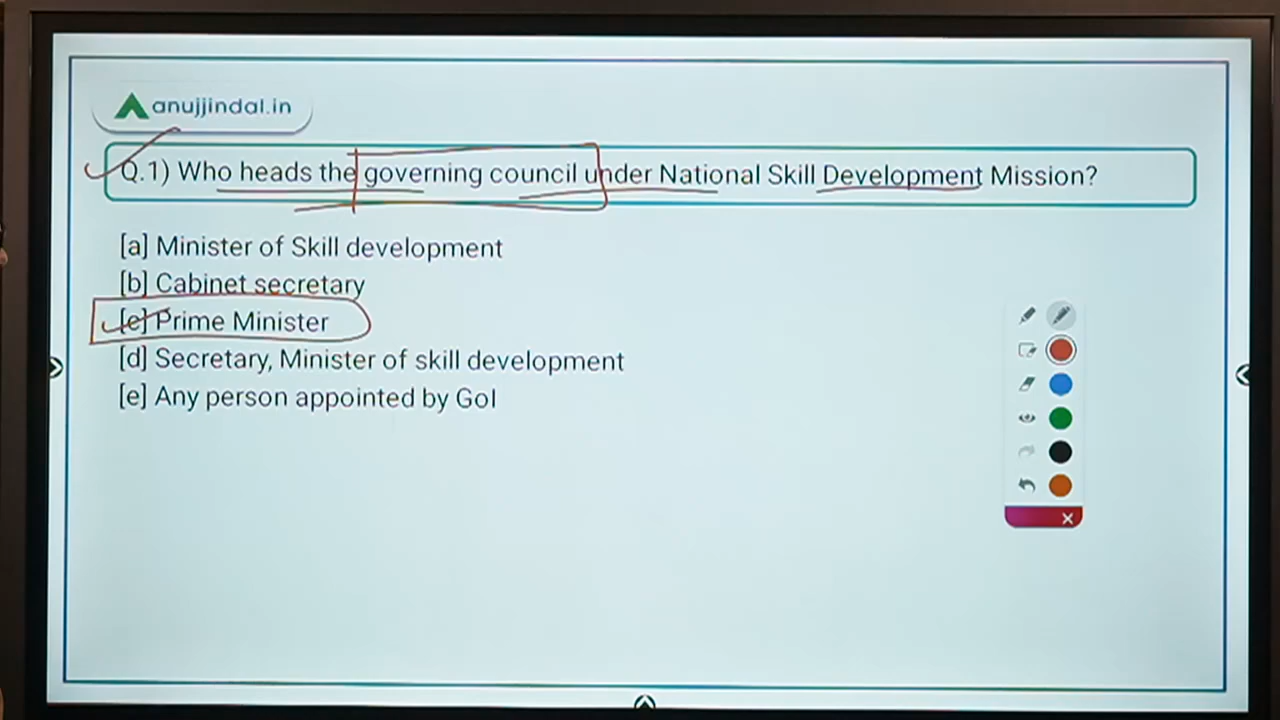 anujjindal.in
Q.1) Who heads the governing council under National Skill Development Mission?
[a] Minister of Skill development
[b] Cabinet secretary
[c] Prime Minister
[d] Secretary, Minister of skill development
[e] Any person appointed by GoI